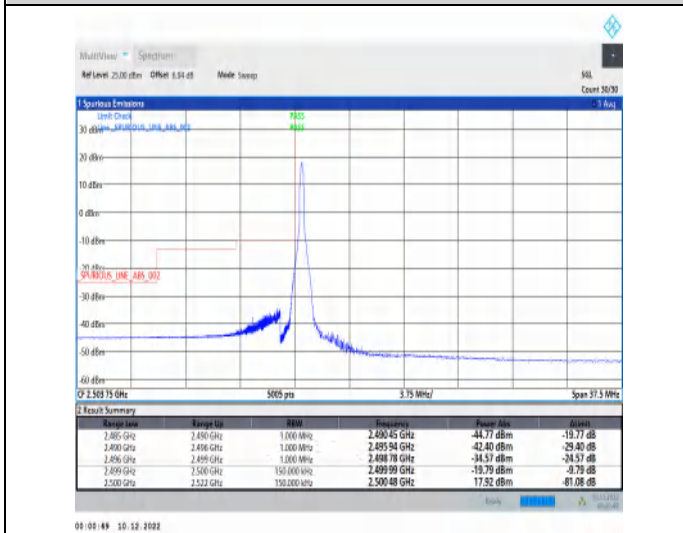 MultiView Spectrum
Ref Level 25.00 dBm Offset 6.94 dB Mode Sweep SGL
Count 30/30
1 Spurious Emissions 1 Avg
Limit Check PASS
30 dBm Line _SPURIOUS_LINE_ABS_002 PASS
20 dBm
10 dBm
0 dBm
-10 dBm
-20 dBm
_SPURIOUS_LINE_ABS_002
-30 dBm
-40 dBm
-50 dBm
-60 dBm
CF 2.503 75 GHz 5005 pts 3.75 MHz/ Span 37.5 MHz
2 Result Summary
Range Low Range Up RBW Frequency Power Abs ΔLimit
2.485 GHz 2.490 GHz 1.000 MHz 2.490 45 GHz -44.77 dBm -19.77 dB
2.490 GHz 2.496 GHz 1.000 MHz 2.495 94 GHz -42.40 dBm -29.40 dB
2.496 GHz 2.499 GHz 1.000 MHz 2.498 78 GHz -34.57 dBm -24.57 dB
2.499 GHz 2.500 GHz 150.000 kHz 2.499 99 GHz -19.79 dBm -9.79 dB
2.500 GHz 2.522 GHz 150.000 kHz 2.500 48 GHz 17.92 dBm -81.08 dB
Ready
00:00:49 10.12.2022